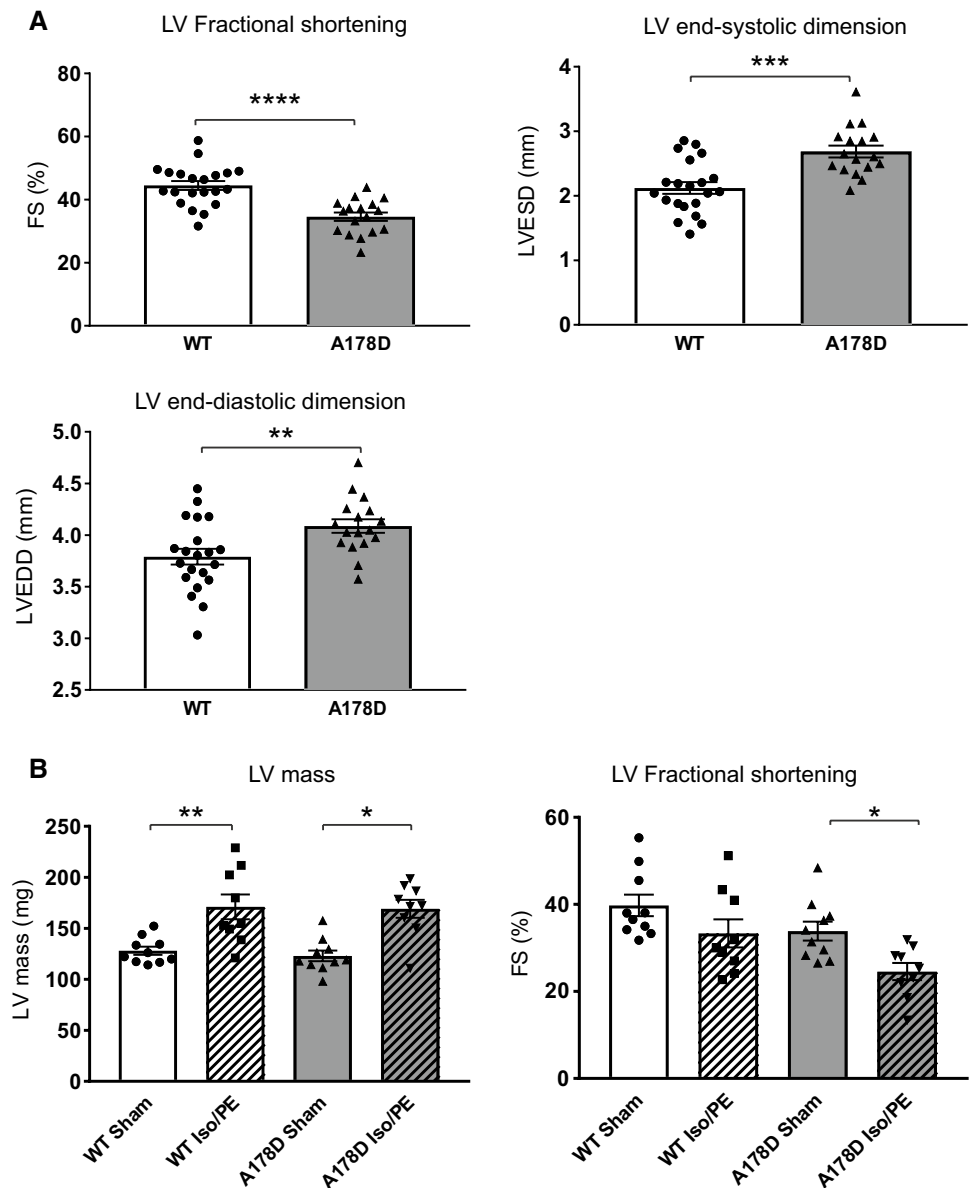 A
LV Fractional shortening
80
60
40
20
0
FS (%)
****
WT
A178D
LV end-systolic dimension
4
3
2
1
0
LVESD (mm)
***
WT
A178D
LV end-diastolic dimension
5.0
4.5
4.0
3.5
3.0
2.5
LVEDD (mm)
**
WT
A178D
B
LV mass
250
200
150
100
50
0
LV mass (mg)
**
*
WT Sham
WT Iso/PE
A178D Sham
A178D Iso/PE
LV Fractional shortening
60
40
20
0
FS (%)
*
WT Sham
WT Iso/PE
A178D Sham
A178D Iso/PE